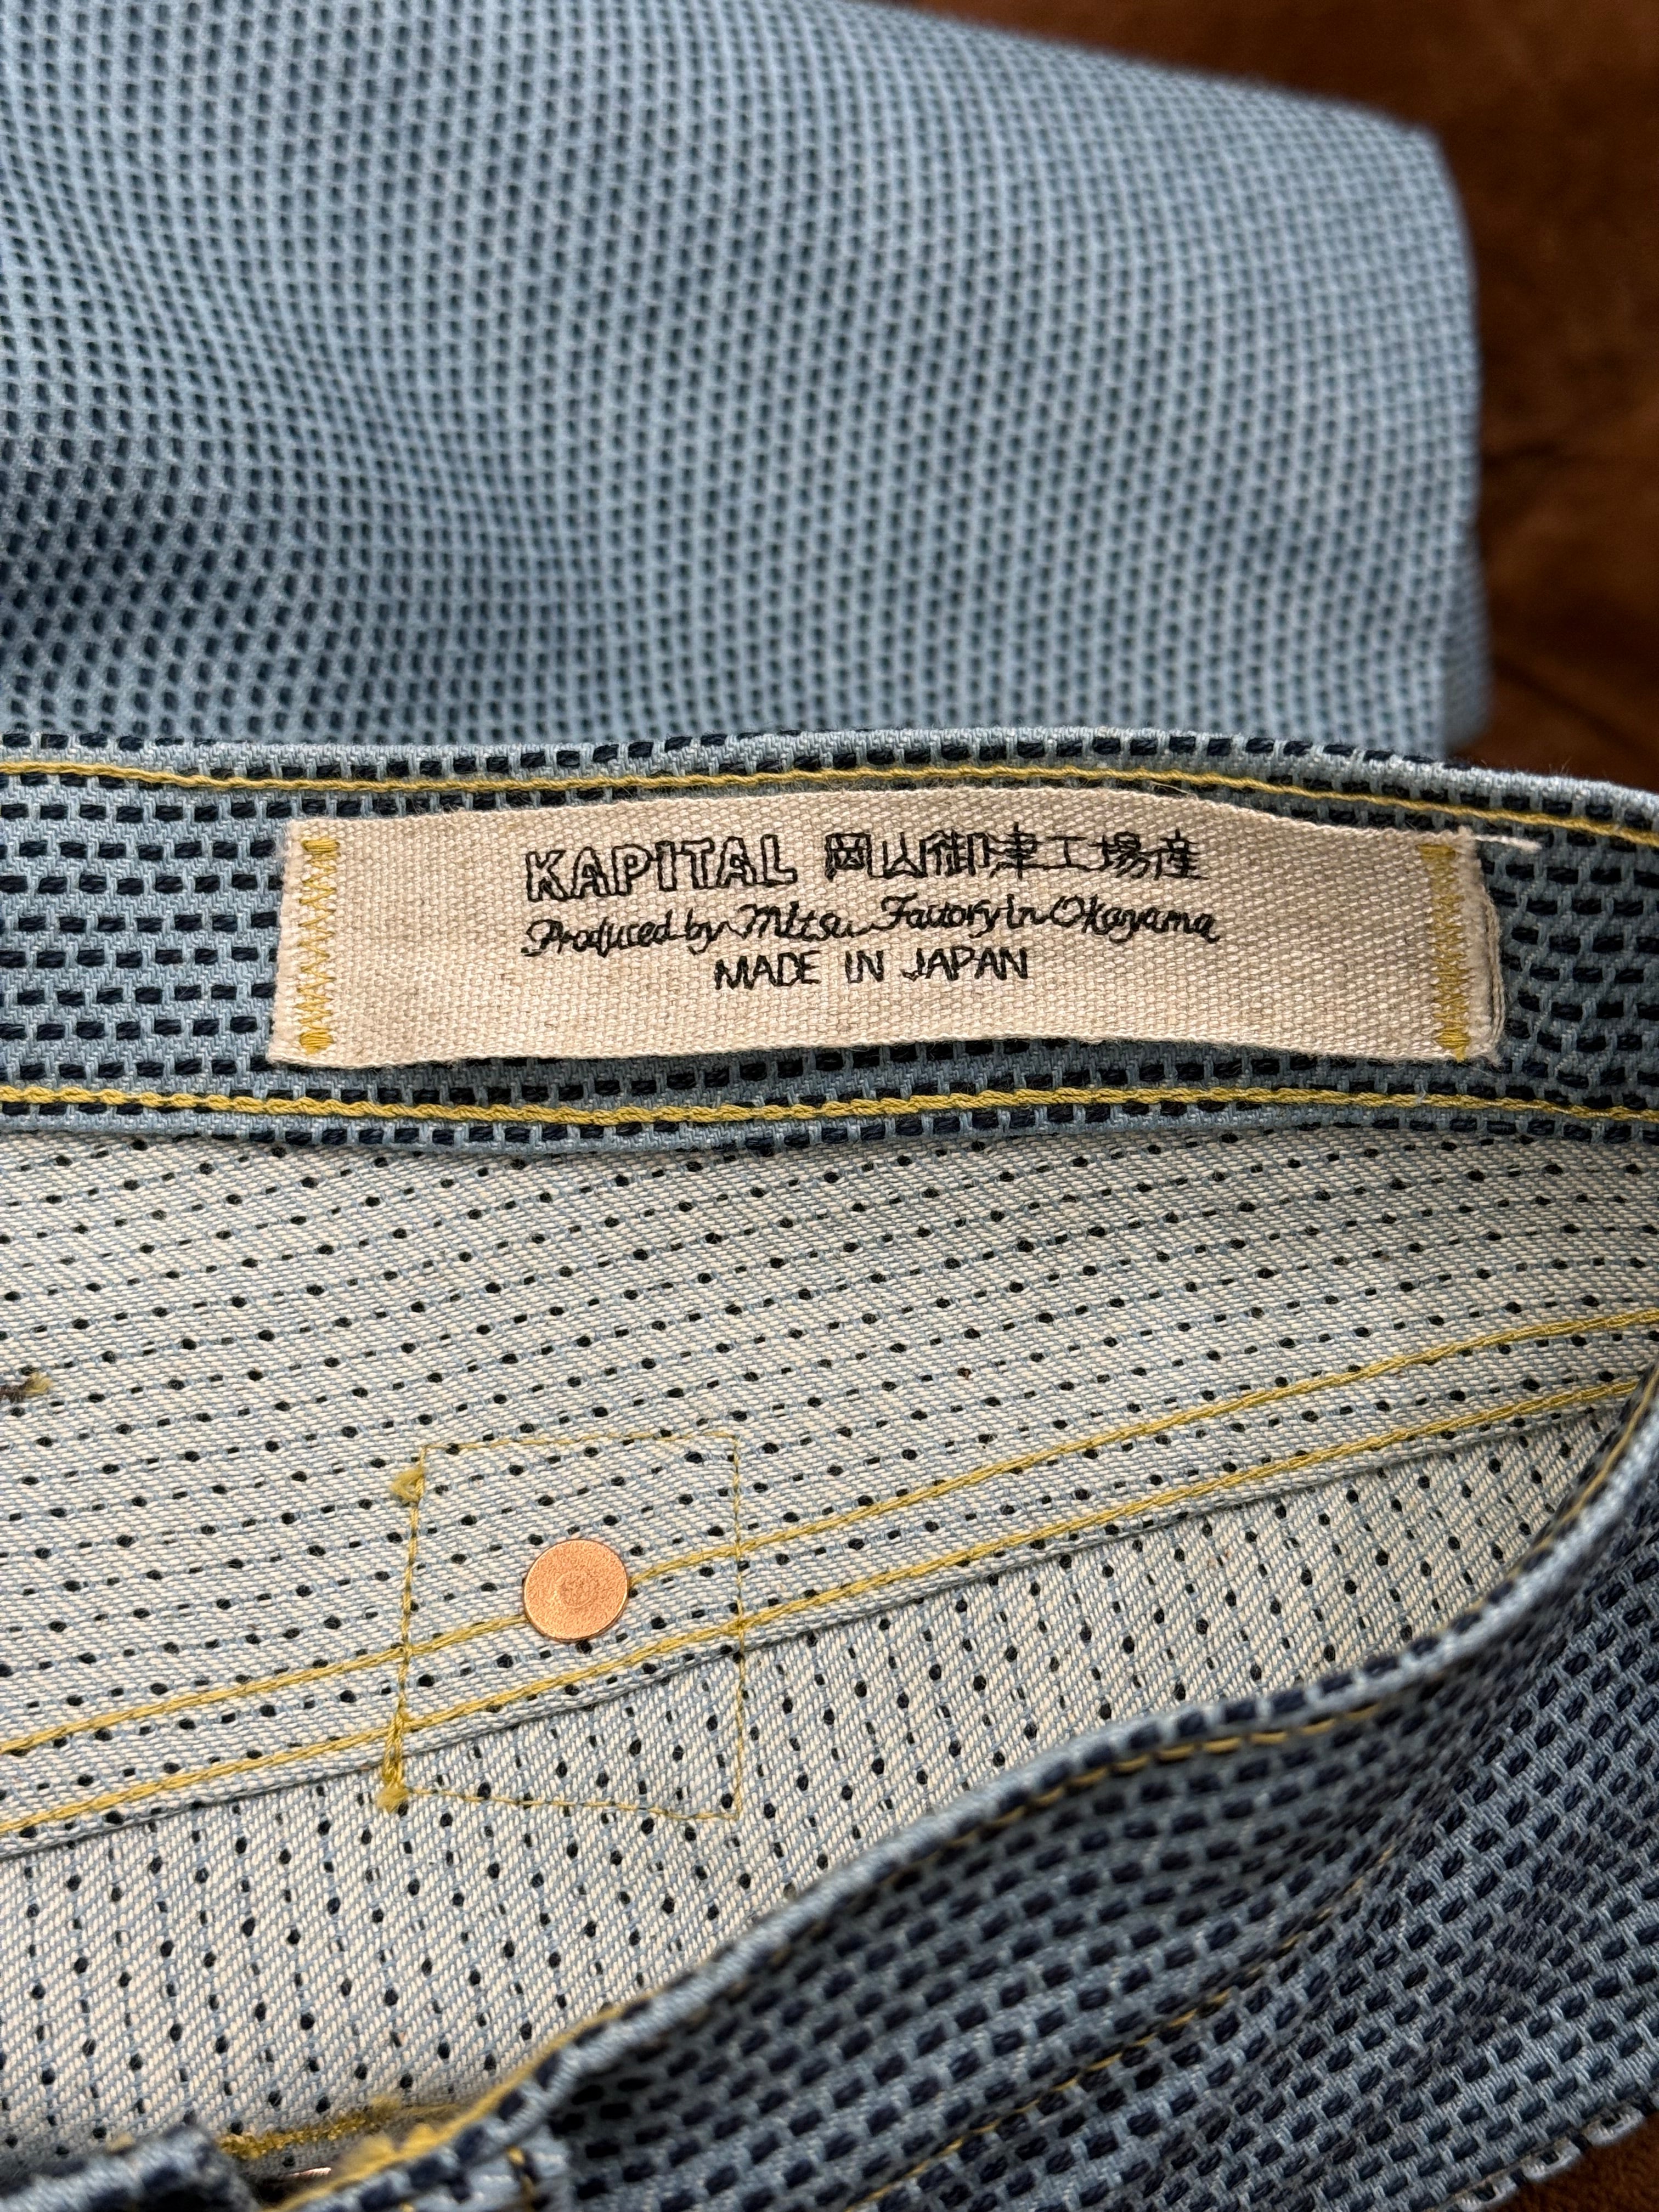 KAPITAL 岡山御津工場産
Produced by Mitsu Factory in Okayama
MADE IN JAPAN